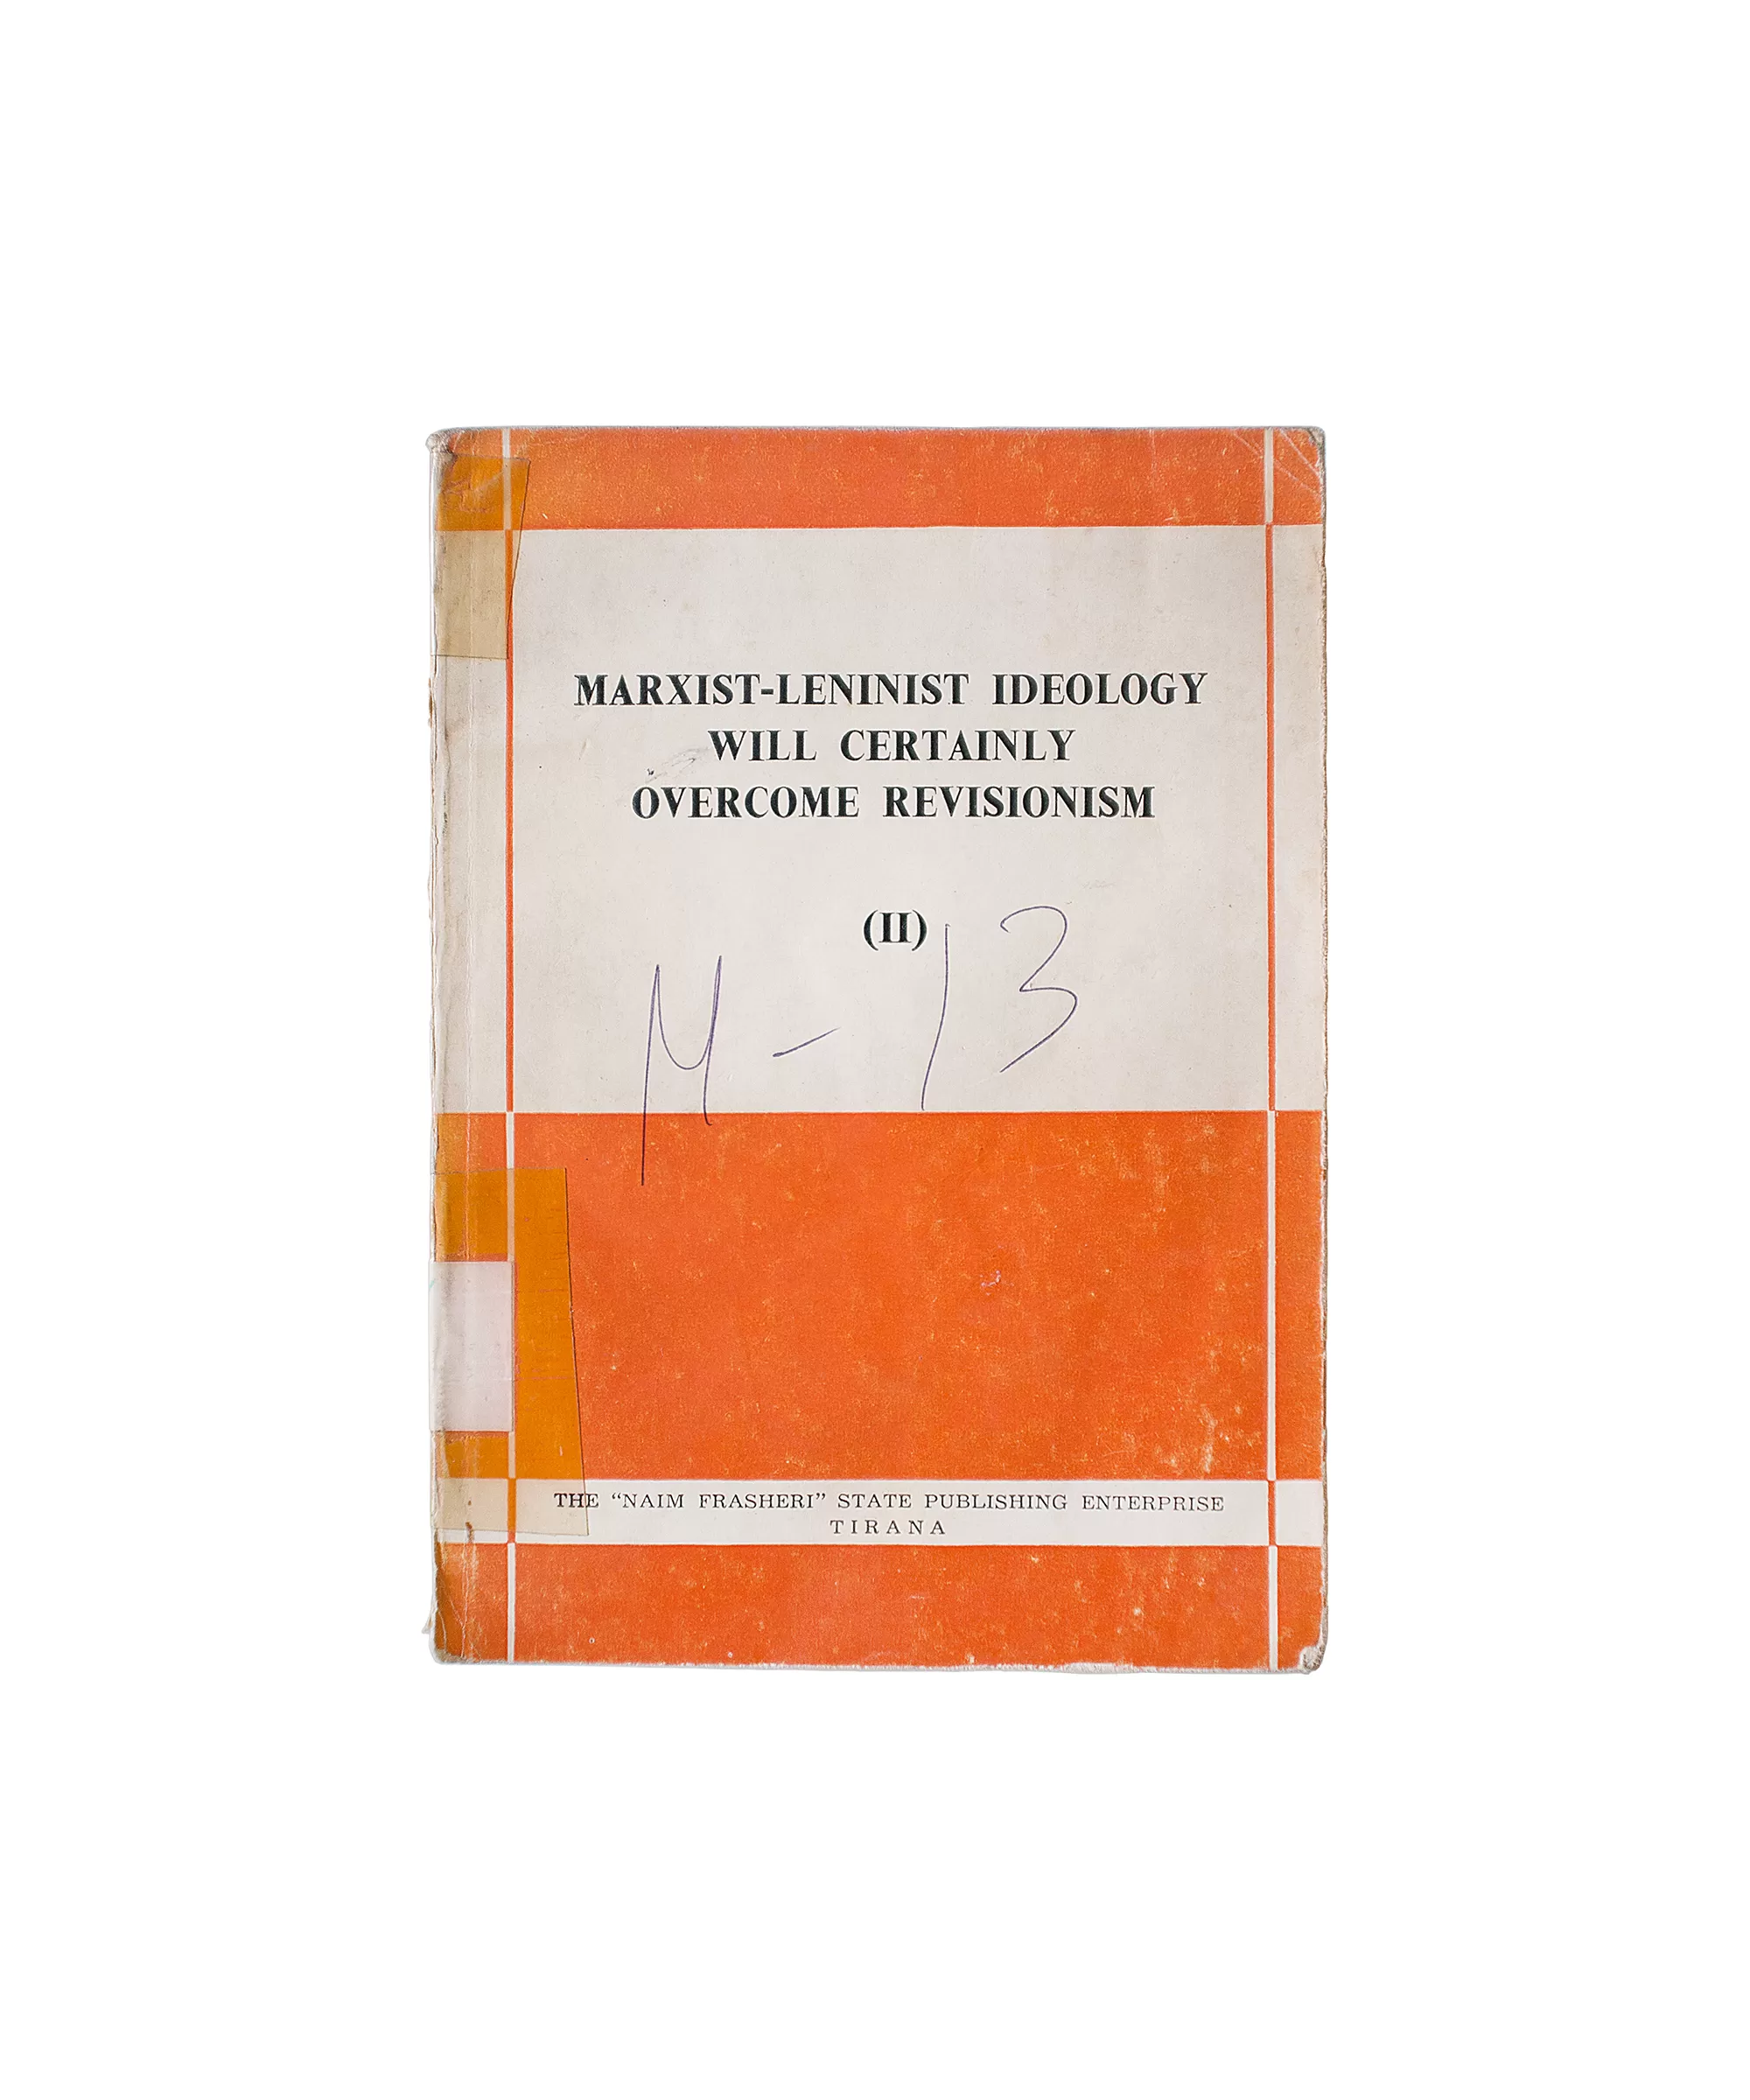 MARXIST-LENINIST IDEOLOGY
WILL CERTAINLY
OVERCOME REVISIONISM
(II)
M - 13
THE “NAIM FRASHERI” STATE PUBLISHING ENTERPRISE
TIRANA